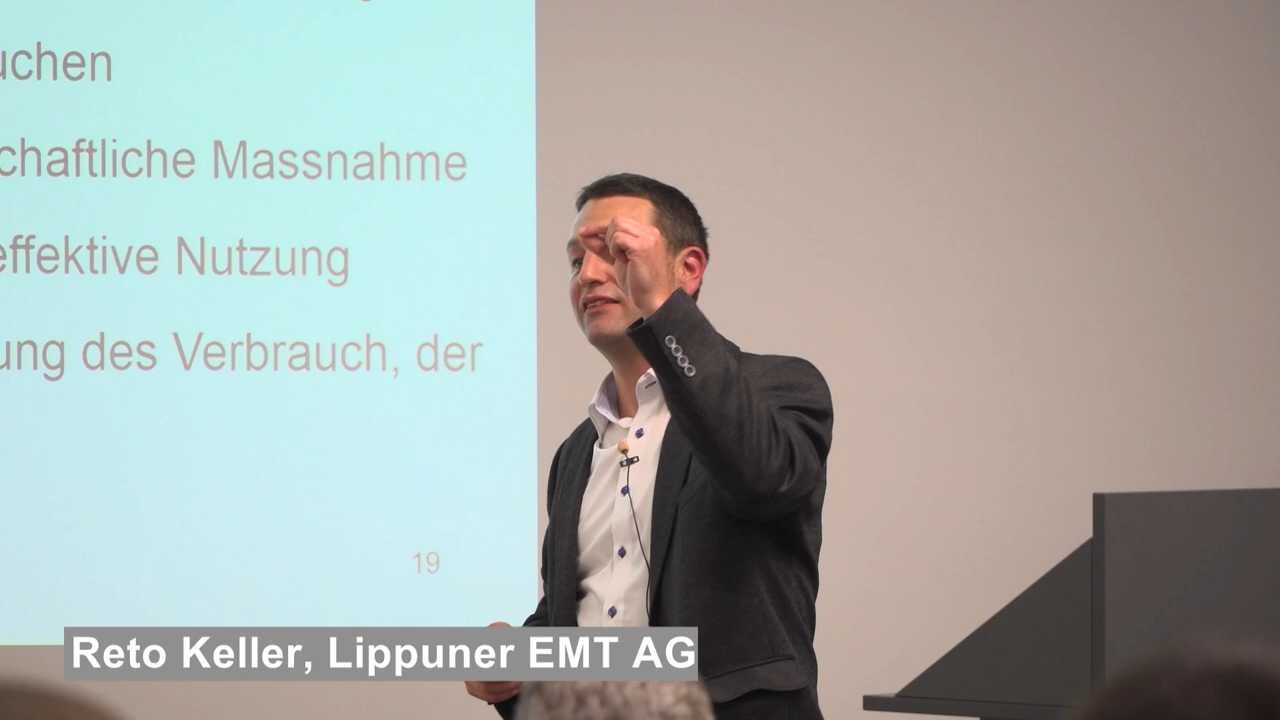 uchen
chaftliche Massnahme
effektive Nutzung
ung des Verbrauch, der
19
Reto Keller, Lippuner EMT AG